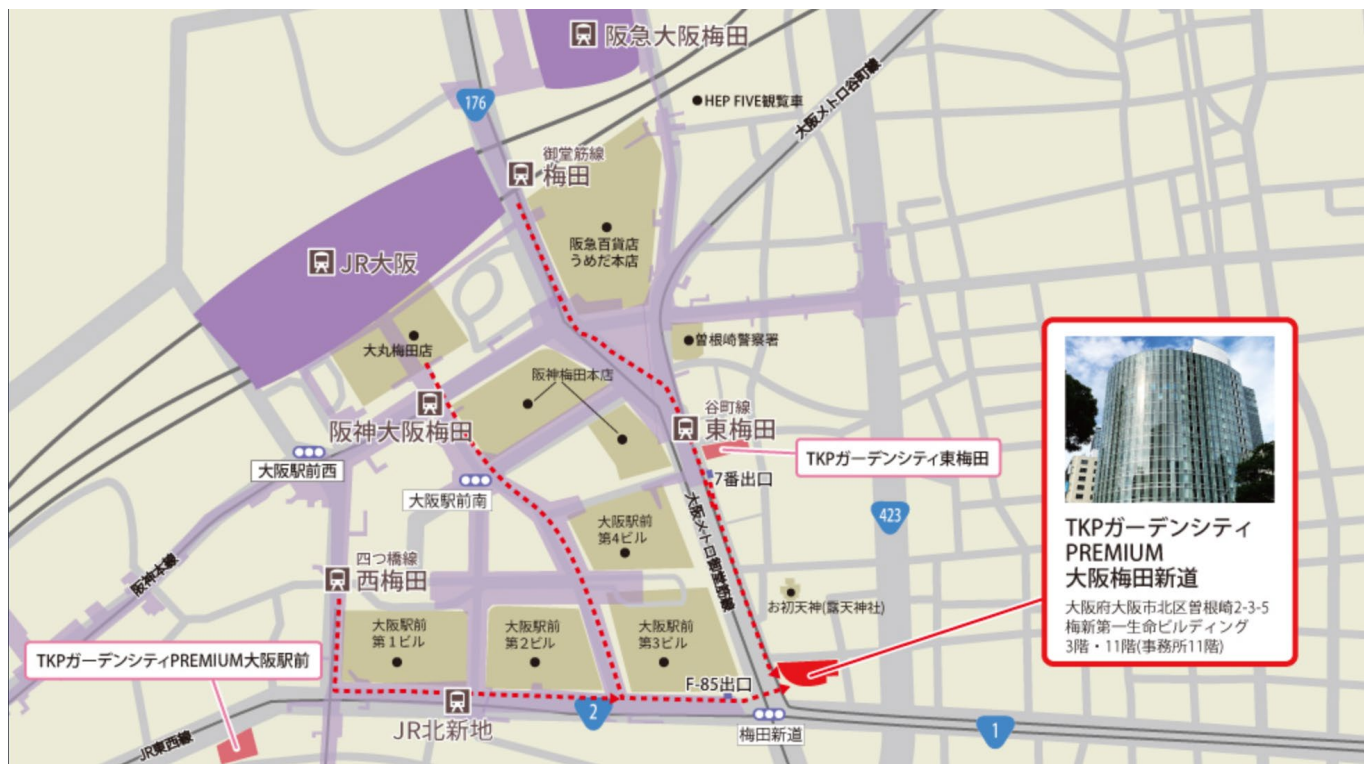 阪急大阪梅田
176
HEP FIVE観覧車
大阪メトロ谷町線
御堂筋線
梅田
阪急百貨店
うめだ本店
JR大阪
大丸梅田店
曽根崎警察署
阪神梅田本店
阪神大阪梅田
谷町線
東梅田
TKPガーデンシティ東梅田
大阪駅前西
大阪駅前南
7番出口
大阪駅前
第4ビル
大阪メトロ御堂筋線
423
阪神本線
四つ橋線
西梅田
お初天神(露天神社)
大阪駅前
第1ビル
大阪駅前
第2ビル
大阪駅前
第3ビル
TKPガーデンシティPREMIUM大阪駅前
F-85出口
JR北新地
2
梅田新道
1
JR東西線
TKPガーデンシティ
PREMIUM
大阪梅田新道
大阪府大阪市北区曽根崎2-3-5
梅新第一生命ビルディング
3階・11階(事務所11階)